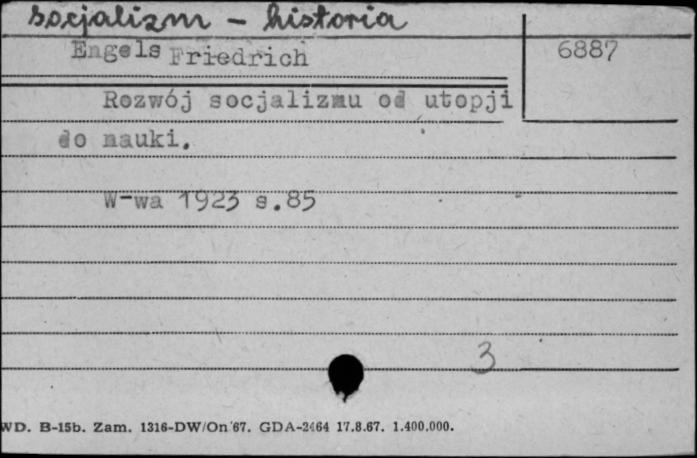 socjalizm - historia
Engels Friedrich 6887
Rozwój socjalizmu od utopji
do nauki.
W-wa 1923 s.85
3
WD. B-15b. Zam. 1316-DW/On 67. GDA-2464 17.8.67. 1.400.000.